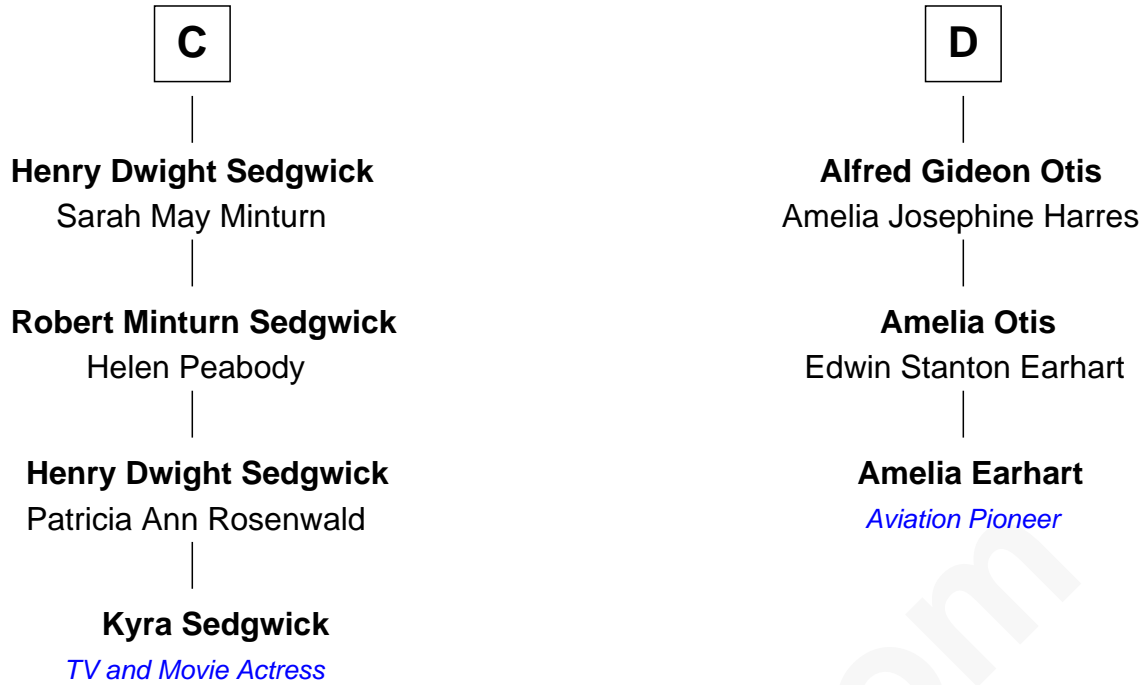 C
Henry Dwight Sedgwick
Sarah May Minturn
Robert Minturn Sedgwick
Helen Peabody
Henry Dwight Sedgwick
Patricia Ann Rosenwald
Kyra Sedgwick
TV and Movie Actress
D
Alfred Gideon Otis
Amelia Josephine Harres
Amelia Otis
Edwin Stanton Earhart
Amelia Earhart
Aviation Pioneer
om